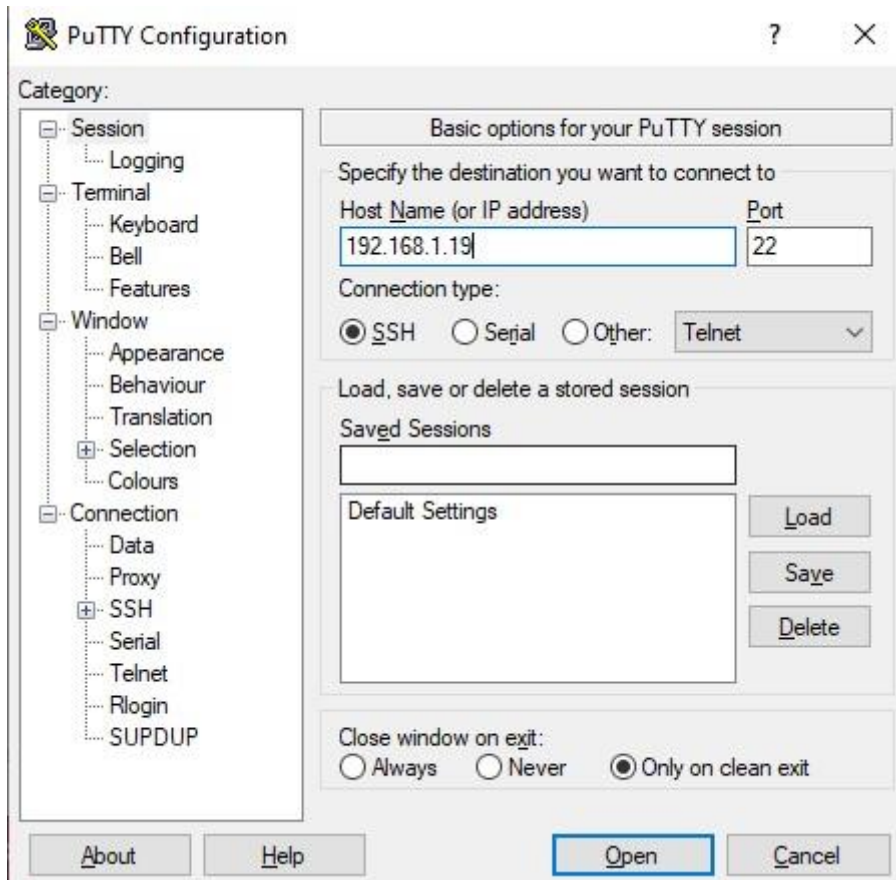 PuTTY Configuration
?
Category:
Session
Logging
Terminal
Keyboard
Bell
Features
Window
Appearance
Behaviour
Translation
Selection
Colours
Connection
Data
Proxy
SSH
Serial
Telnet
Rlogin
SUPDUP
Basic options for your PuTTY session
Specify the destination you want to connect to
Host Name (or IP address) Port
192.168.1.19 22
Connection type:
SSH Serial Other: Telnet
Load, save or delete a stored session
Saved Sessions
Default Settings
Load
Save
Delete
Close window on exit:
Always Never Only on clean exit
About Help Open Cancel